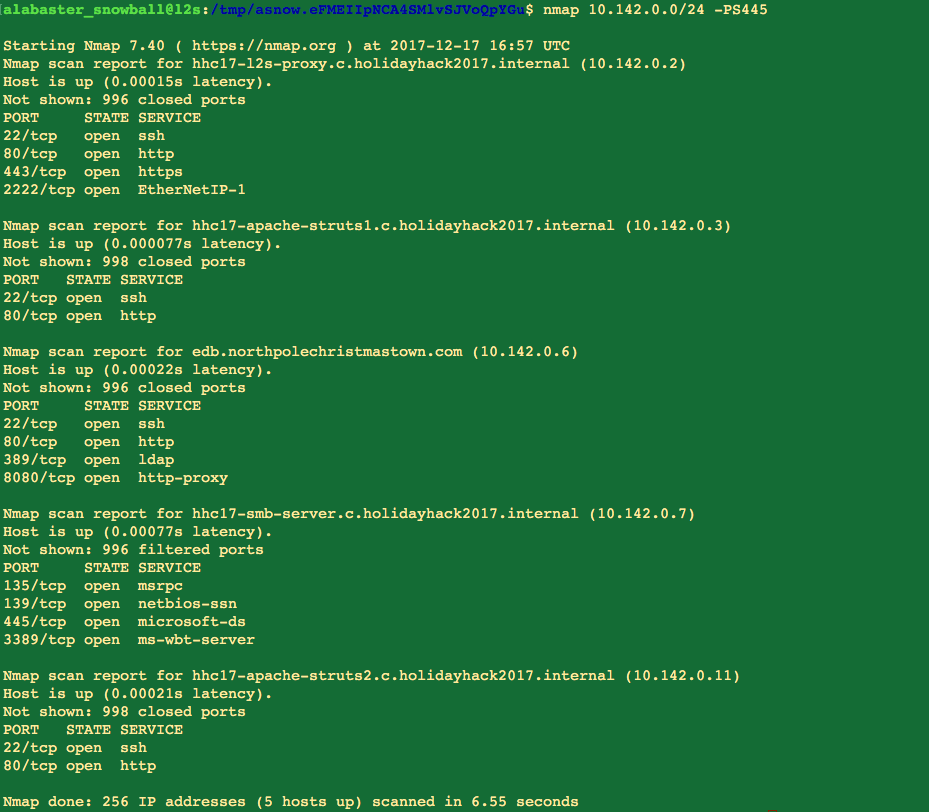 alabaster_snowball@l2s:/tmp/asnow.eFMEIIpNCA4SMlvSJVoQpYGu$ nmap 10.142.0.0/24 -PS445
Starting Nmap 7.40 ( https://nmap.org ) at 2017-12-17 16:57 UTC
Nmap scan report for hhc17-l2s-proxy.c.holidayhack2017.internal (10.142.0.2)
Host is up (0.00015s latency).
Not shown: 996 closed ports
PORT     STATE SERVICE
22/tcp   open  ssh
80/tcp   open  http
443/tcp  open  https
2222/tcp open  EtherNetIP-1
Nmap scan report for hhc17-apache-struts1.c.holidayhack2017.internal (10.142.0.3)
Host is up (0.000077s latency).
Not shown: 998 closed ports
PORT   STATE SERVICE
22/tcp open  ssh
80/tcp open  http
Nmap scan report for edb.northpolechristmastown.com (10.142.0.6)
Host is up (0.00022s latency).
Not shown: 996 closed ports
PORT     STATE SERVICE
22/tcp   open  ssh
80/tcp   open  http
389/tcp  open  ldap
8080/tcp open  http-proxy
Nmap scan report for hhc17-smb-server.c.holidayhack2017.internal (10.142.0.7)
Host is up (0.00077s latency).
Not shown: 996 filtered ports
PORT     STATE SERVICE
135/tcp  open  msrpc
139/tcp  open  netbios-ssn
445/tcp  open  microsoft-ds
3389/tcp open  ms-wbt-server
Nmap scan report for hhc17-apache-struts2.c.holidayhack2017.internal (10.142.0.11)
Host is up (0.00021s latency).
Not shown: 998 closed ports
PORT   STATE SERVICE
22/tcp open  ssh
80/tcp open  http
Nmap done: 256 IP addresses (5 hosts up) scanned in 6.55 seconds